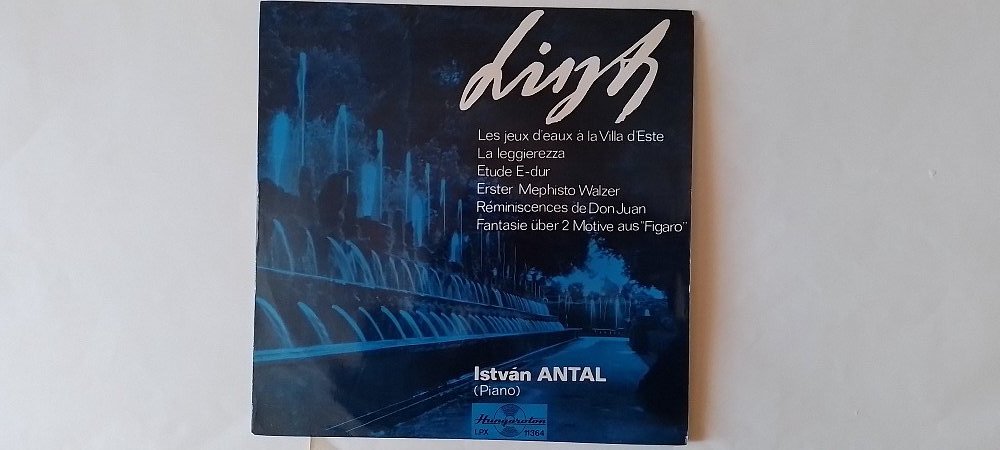 Liszt
Les jeux d'eaux à la Villa d'Este
La leggierezza
Etude E-dur
Erster Mephisto Walzer
Réminiscences de Don Juan
Fantasie über 2 Motive aus "Figaro"
István ANTAL
(Piano)
Hungaroton
LPX 11364